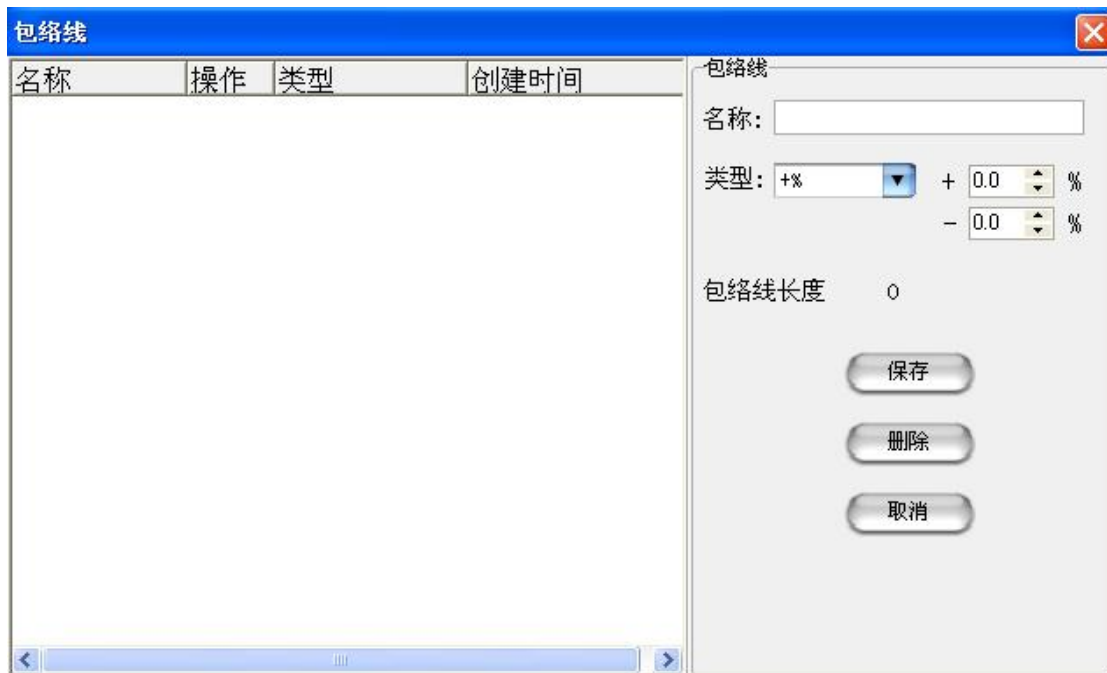 包络线
名称 操作 类型 创建时间
包络线
名称:
类型: +% + 0.0 %
- 0.0 %
包络线长度 0
保存
删除
取消